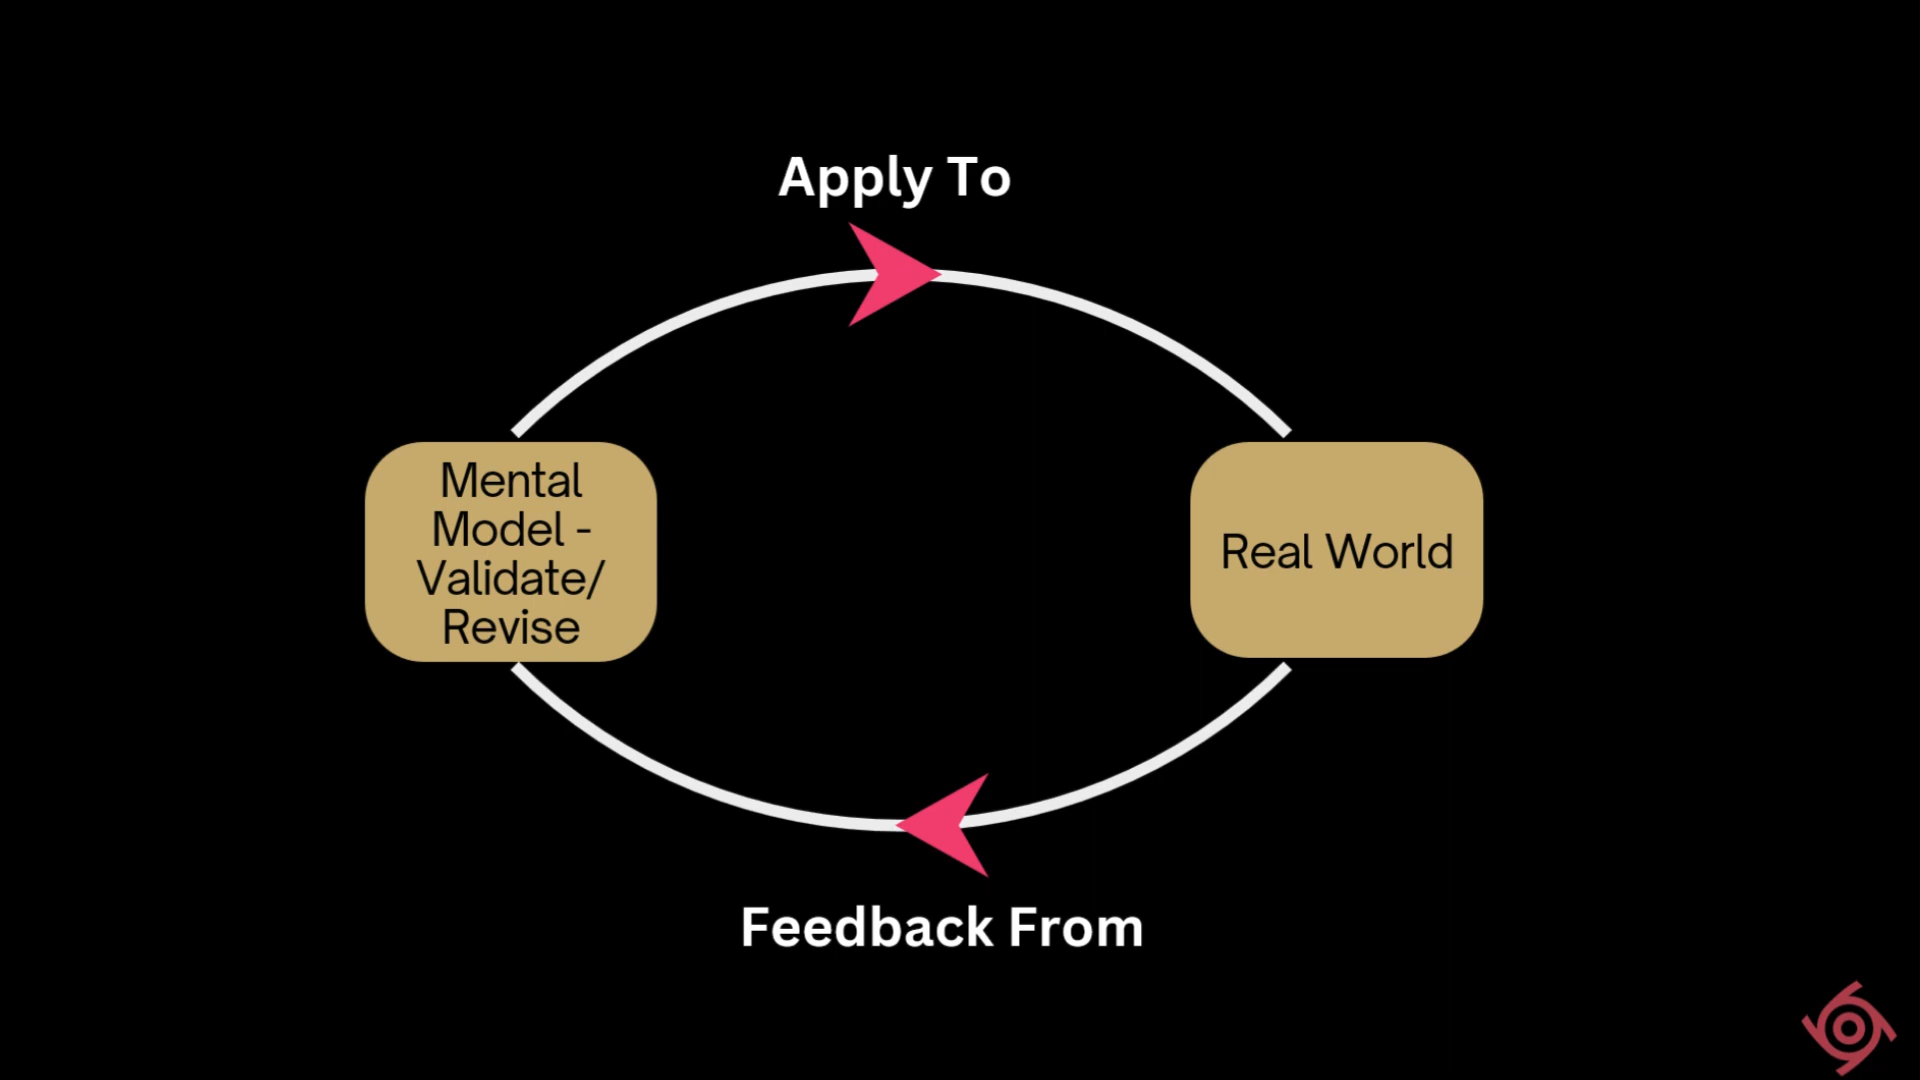 Apply To
Mental
Model -
Validate/
Revise
Real World
Feedback From